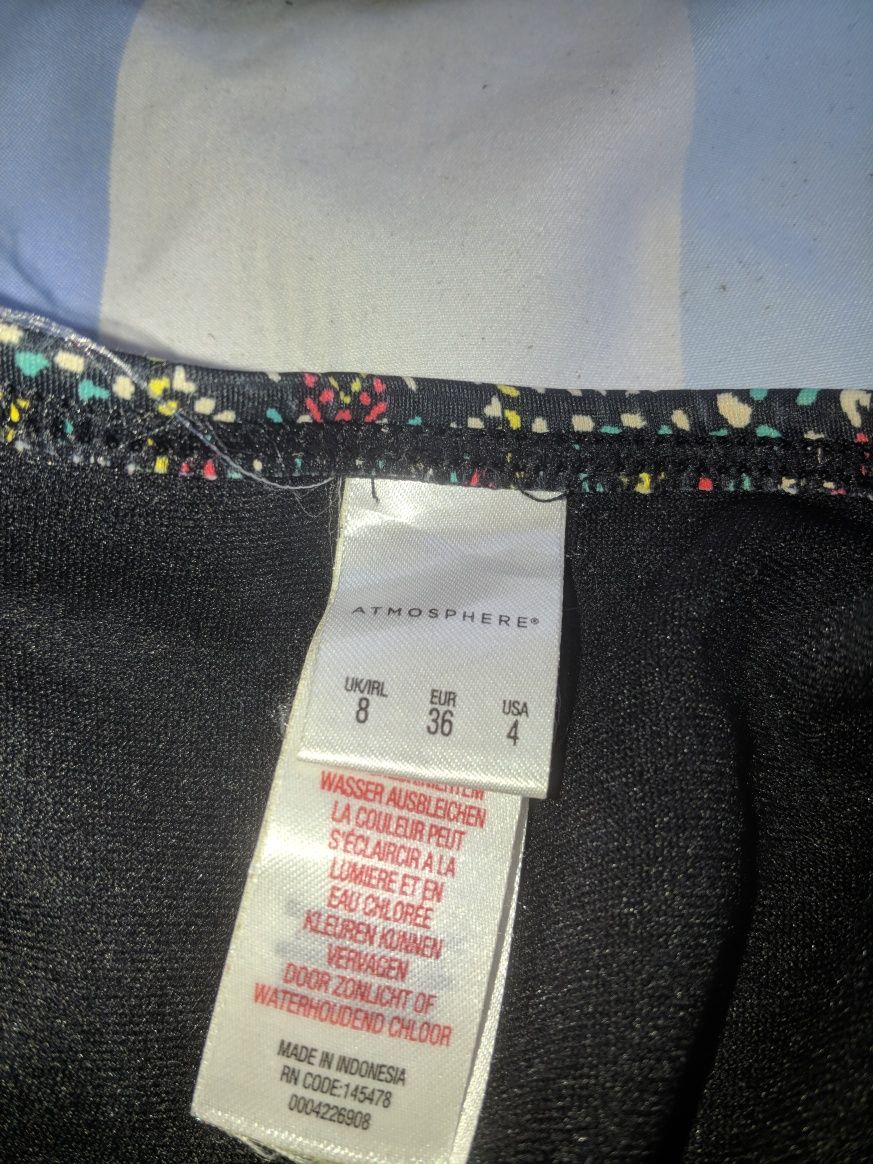 ATMOSPHERE®
UK/IRL EUR USA
8 36 4
WASSER AUSBLEICHEN
LA COULEUR PEUT
S'ÉCLAIRCIR À LA
LUMIERE ET EN
EAU CHLORÉE
KLEUREN KUNNEN
VERVAGEN
DOOR ZONLICHT OF
WATERHOUDEND CHLOOR
MADE IN INDONESIA
RN CODE:145478
0004226908